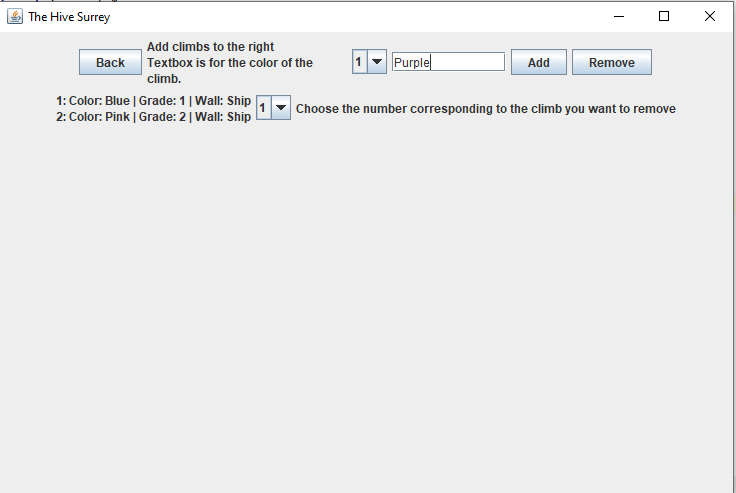 The Hive Surrey
Back
Add climbs to the right
Textbox is for the color of the
climb.
1
Purple
Add
Remove
1: Color: Blue | Grade: 1 | Wall: Ship
2: Color: Pink | Grade: 2 | Wall: Ship
1
Choose the number corresponding to the climb you want to remove